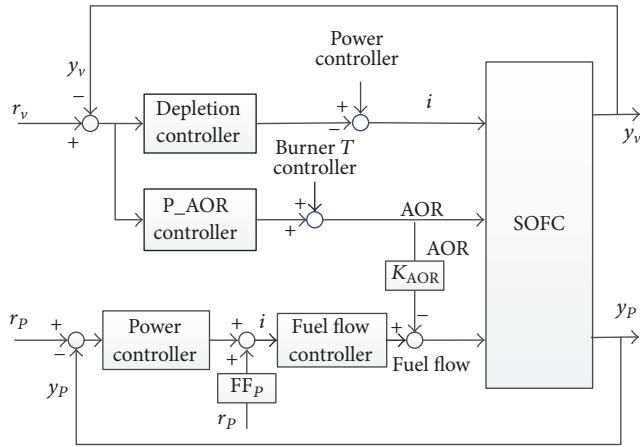 Power
controller
y_v
−
r_v
+
Depletion
controller
+
−
i
y_v
Burner T
controller
P_AOR
controller
+
+
AOR
AOR
SOFC
K_AOR
r_P
+
−
Power
controller
+
+
i
Fuel flow
controller
+
−
Fuel flow
y_P
y_P
FF_P
r_P